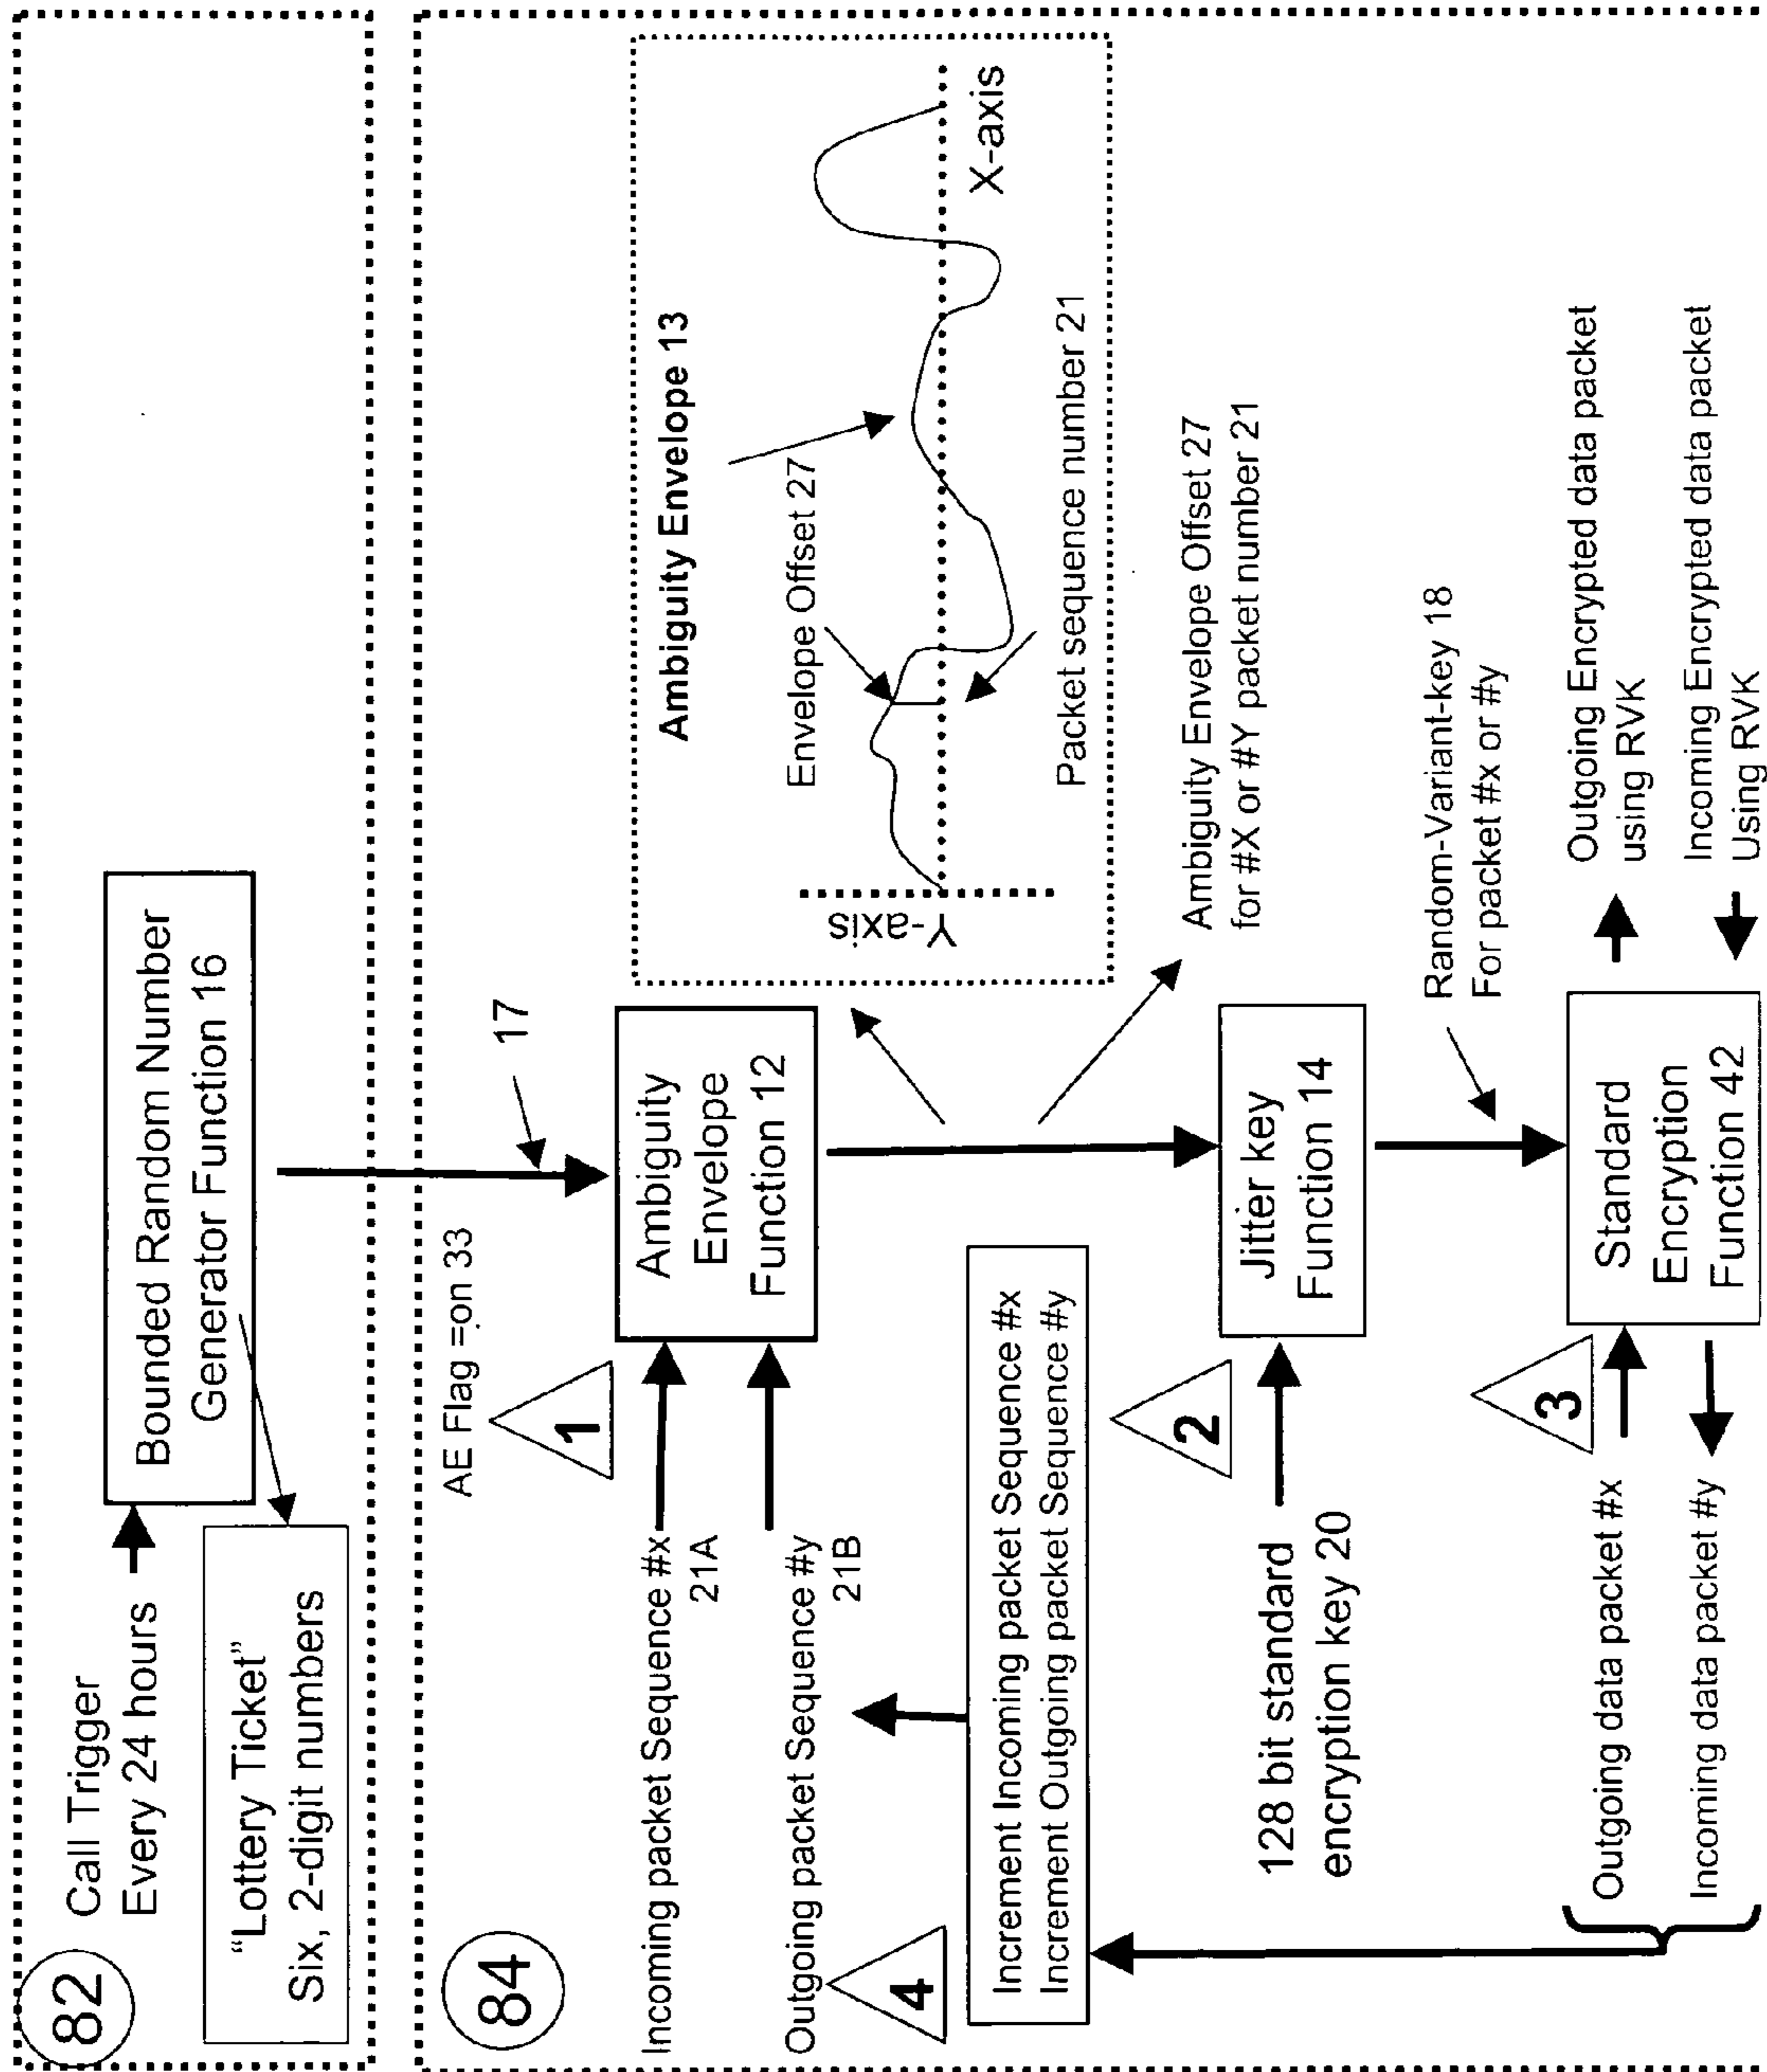 82
Call Trigger
Every 24 hours
Bounded Random Number
Generator Function 16
"Lottery Ticket"
Six, 2-digit numbers
84
AE Flag =on 33
17
1
Incoming packet Sequence #x
21A
Outgoing packet Sequence #y
21B
Ambiguity
Envelope
Function 12
Ambiguity Envelope 13
Envelope Offset 27
Y-axis
X-axis
Packet sequence number 21
4
Increment Incoming packet Sequence #x
Increment Outgoing packet Sequence #y
Ambiguity Envelope Offset 27
for #X or #Y packet number 21
2
128 bit standard
encryption key 20
Jitter key
Function 14
Random-Variant-key 18
For packet #x or #y
3
Outgoing data packet #x
Incoming data packet #y
Standard
Encryption
Function 42
Outgoing Encrypted data packet
using RVK
Incoming Encrypted data packet
Using RVK